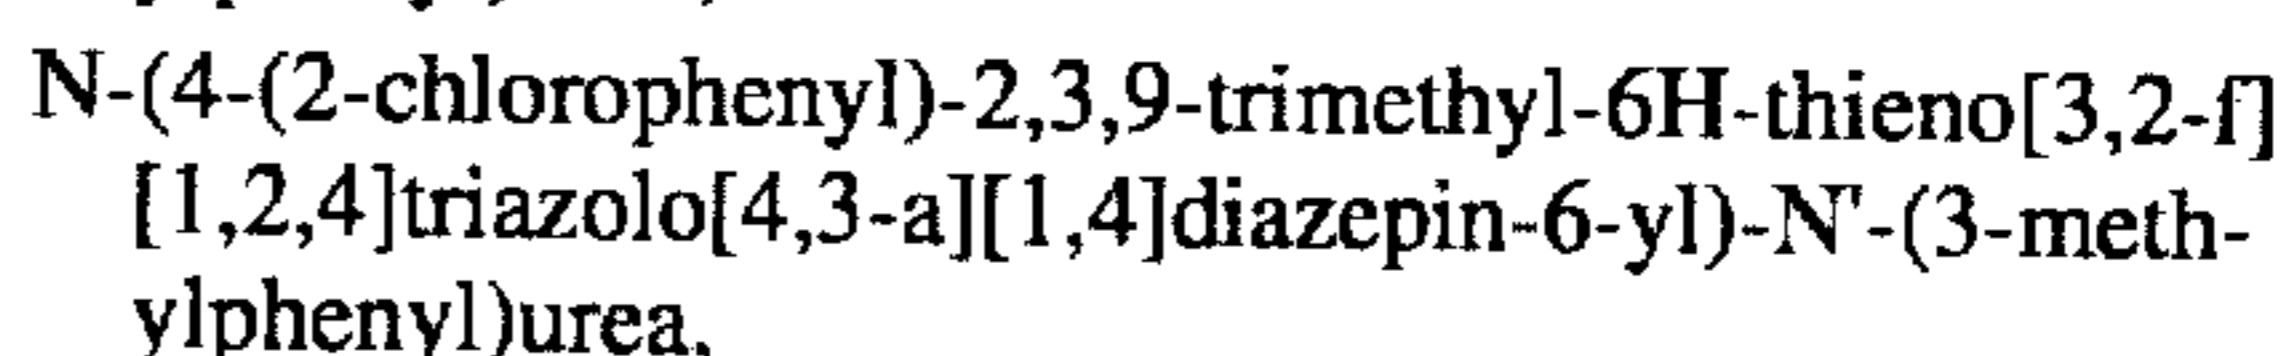 N-(4-(2-chlorophenyl)-2,3,9-trimethyl-6H-thieno[3,2-f]
[1,2,4]triazolo[4,3-a][1,4]diazepin-6-yl)-N'-(3-meth-
ylphenyl)urea,